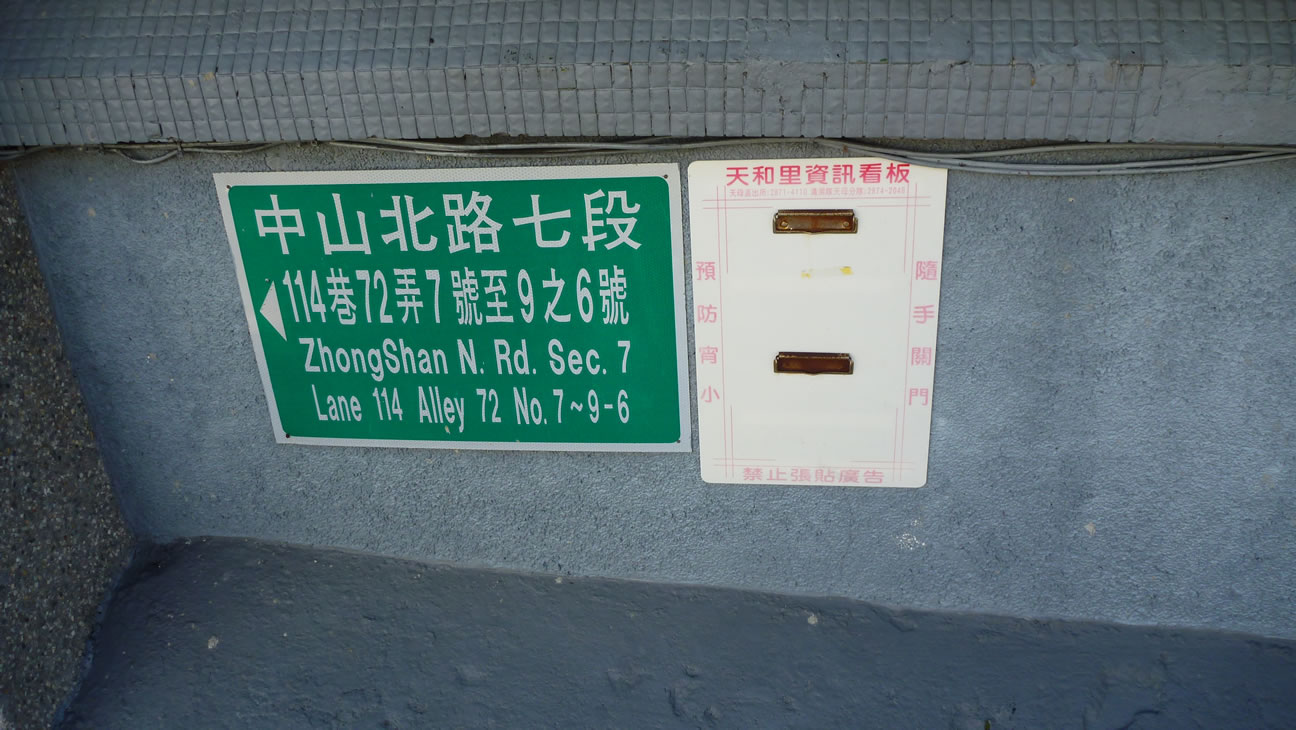 中山北路七段
114巷72弄7號至9之6號
ZhongShan N. Rd. Sec. 7
Lane 114 Alley 72 No.7~9-6
天和里資訊看板
隨手關門
預防宵小
禁止張貼廣告